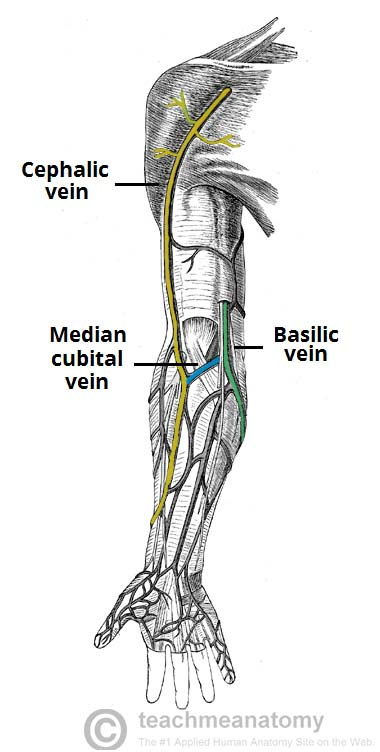 Cephalic
vein
Median
cubital
vein
Basilic
vein
© teachmeanatomy
The #1 Applied Human Anatomy Site on the Web.